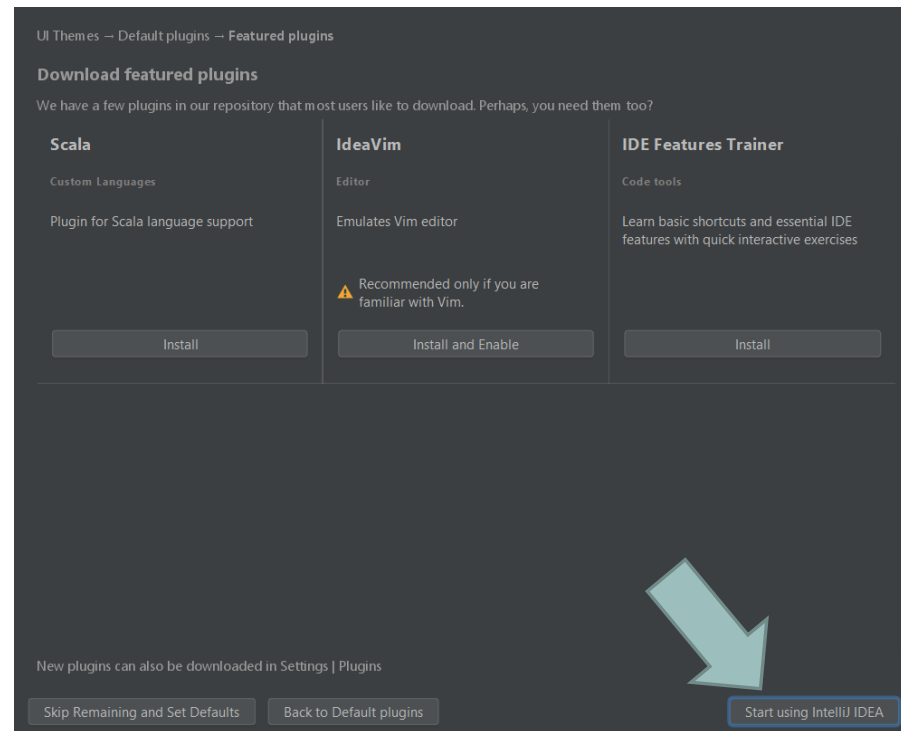 UI Themes → Default plugins → Featured plugins
Download featured plugins
We have a few plugins in our repository that most users like to download. Perhaps, you need them too?
Scala
Custom Languages
Plugin for Scala language support
Install
IdeaVim
Editor
Emulates Vim editor
Recommended only if you are
familiar with Vim.
Install and Enable
IDE Features Trainer
Code tools
Learn basic shortcuts and essential IDE
features with quick interactive exercises
Install
New plugins can also be downloaded in Settings | Plugins
Skip Remaining and Set Defaults
Back to Default plugins
Start using IntelliJ IDEA